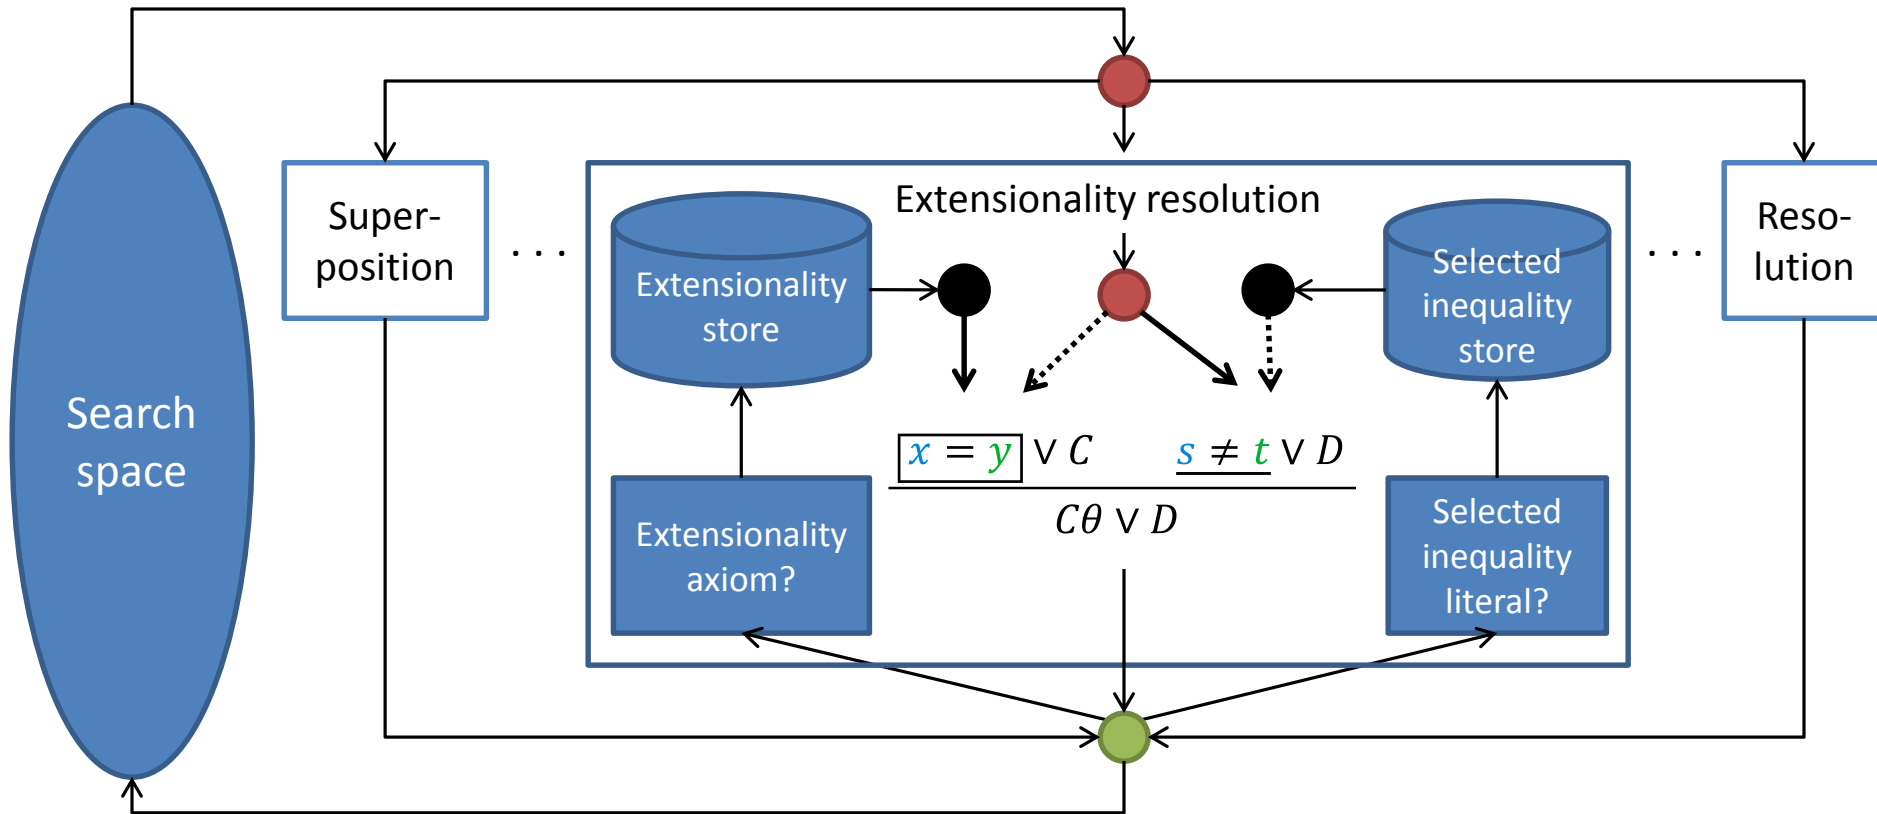 Search
space
Super-
position
. . .
Extensionality resolution
Extensionality
store
Selected
inequality
store
x = y ∨ C
s ≠ t ∨ D
Cθ ∨ D
Extensionality
axiom?
Selected
inequality
literal?
. . .
Reso-
lution